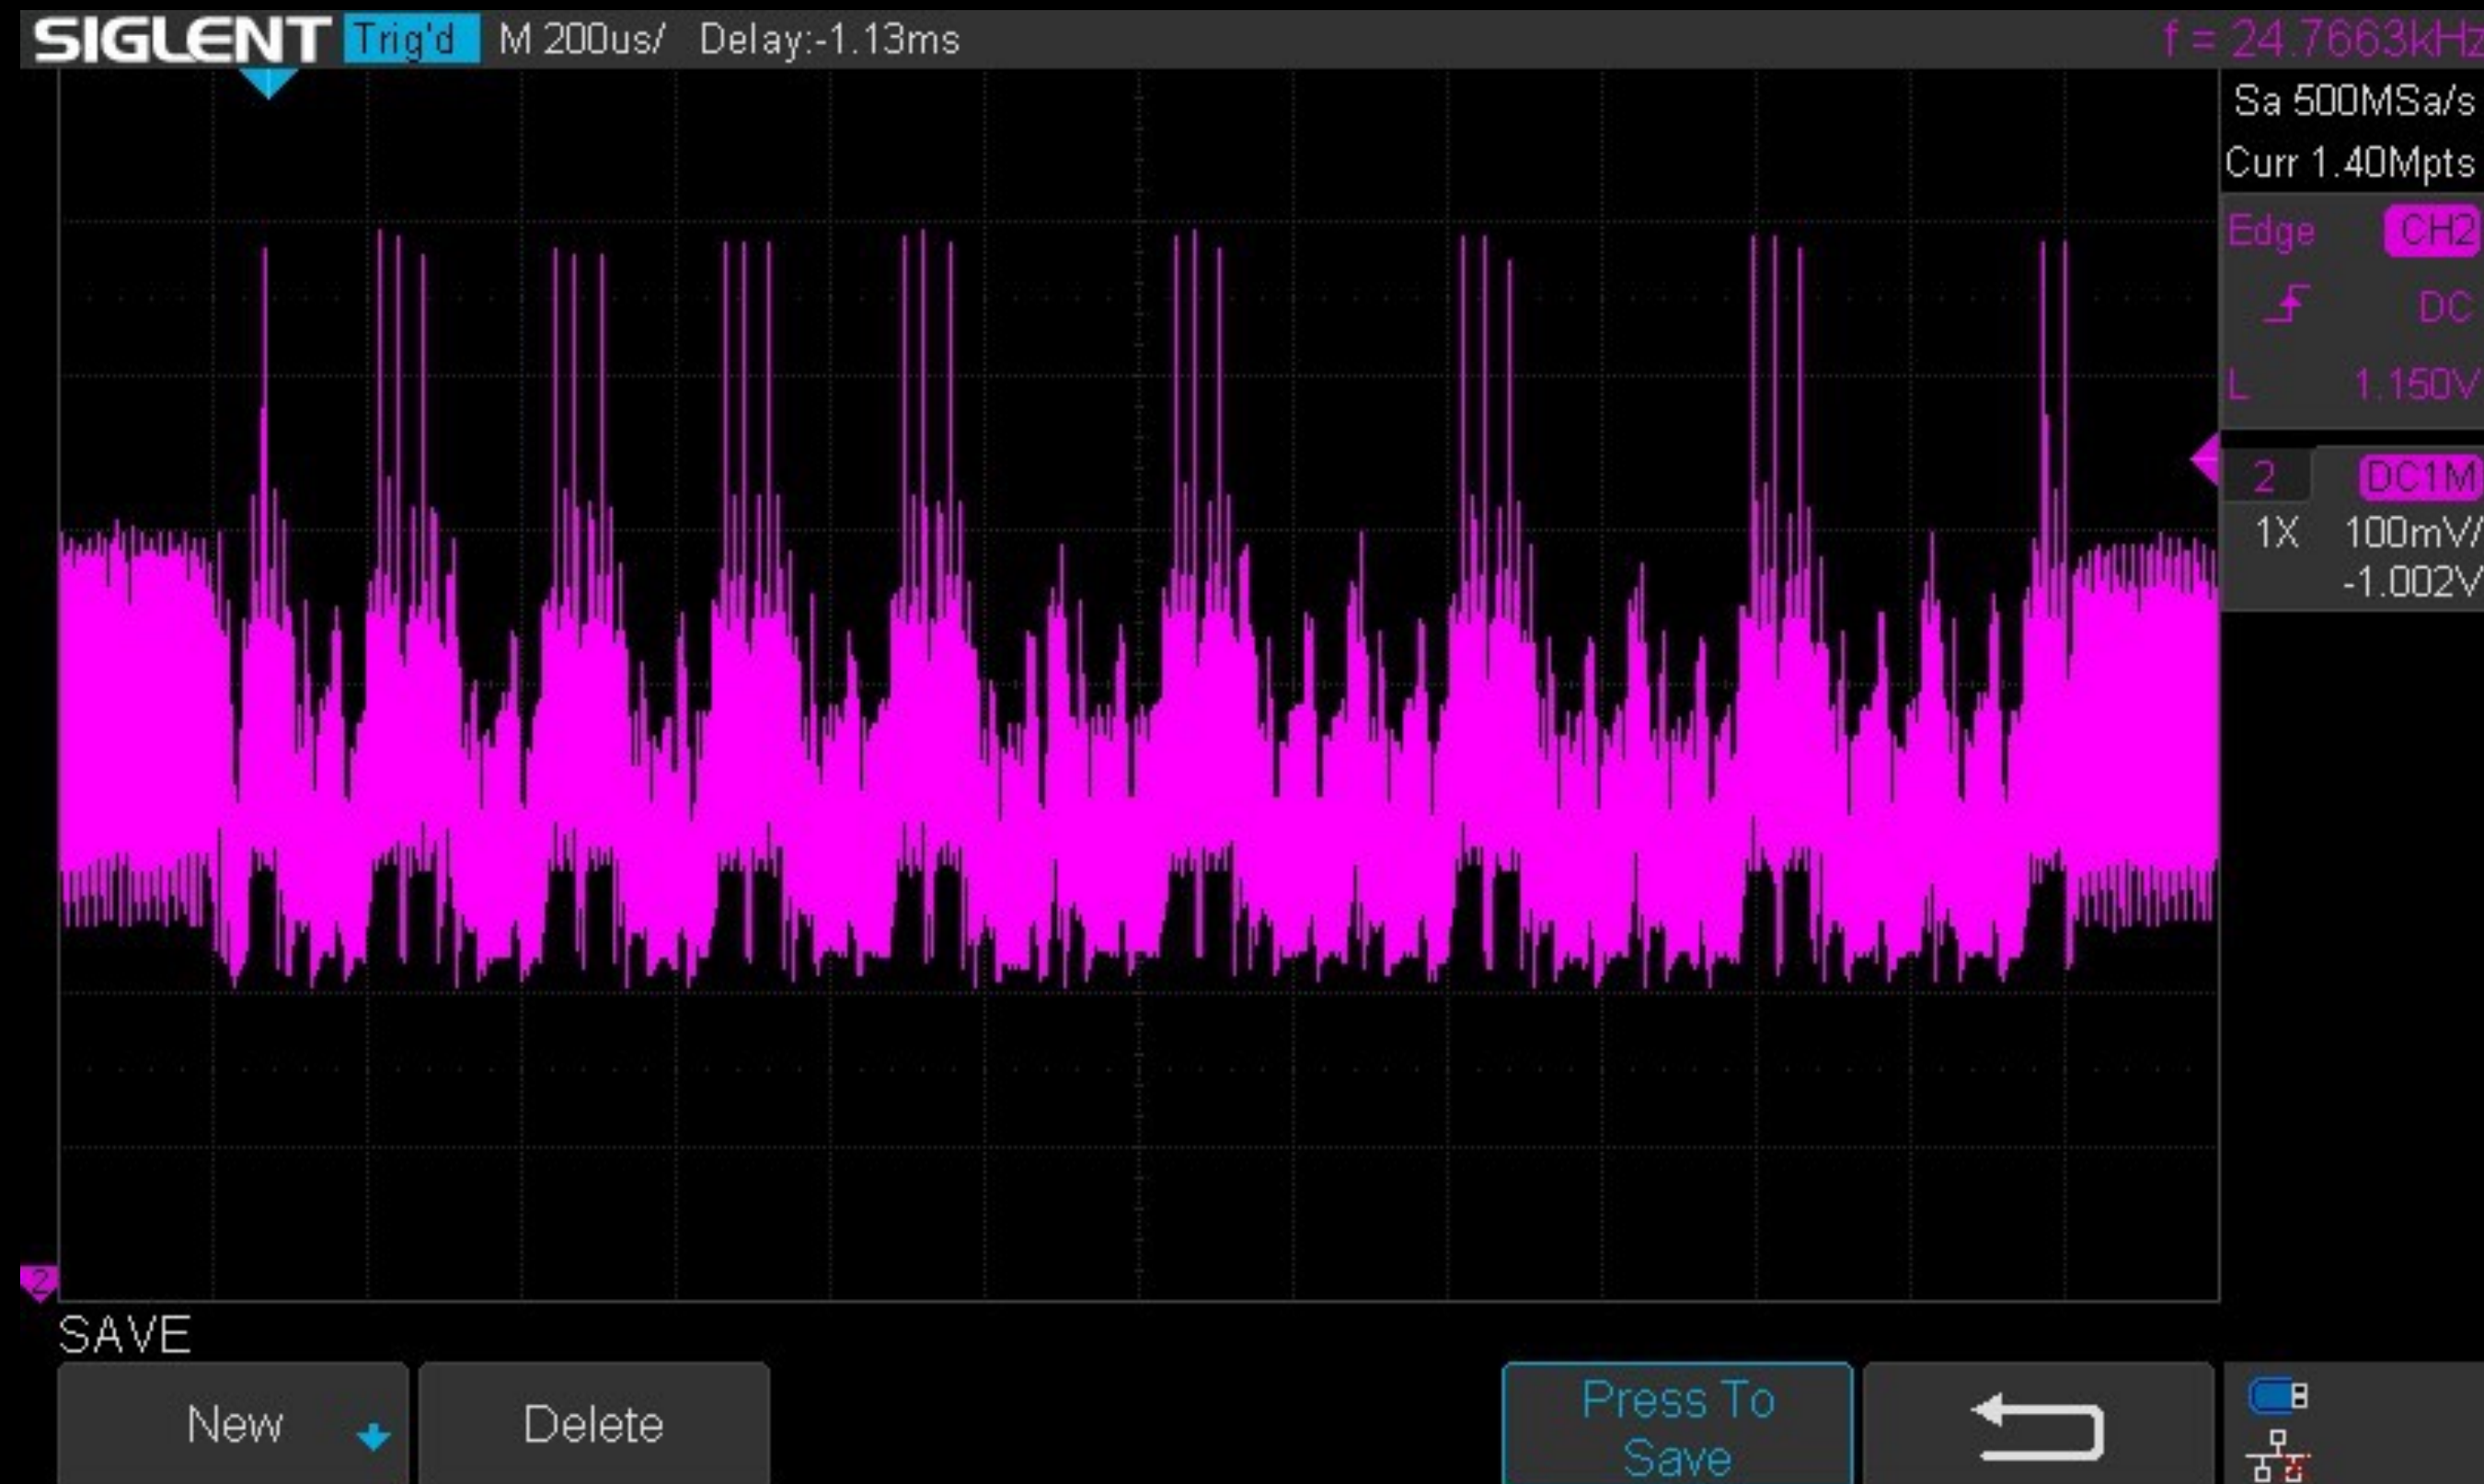 SIGLENT Trig'd M 200us/ Delay:-1.13ms f = 24.7663kHz
Sa 500MSa/s
Curr 1.40Mpts
Edge CH2
DC
L 1.150V
2 DC1M
1X 100mV/
-1.002V
2
SAVE
New Delete Press To
Save